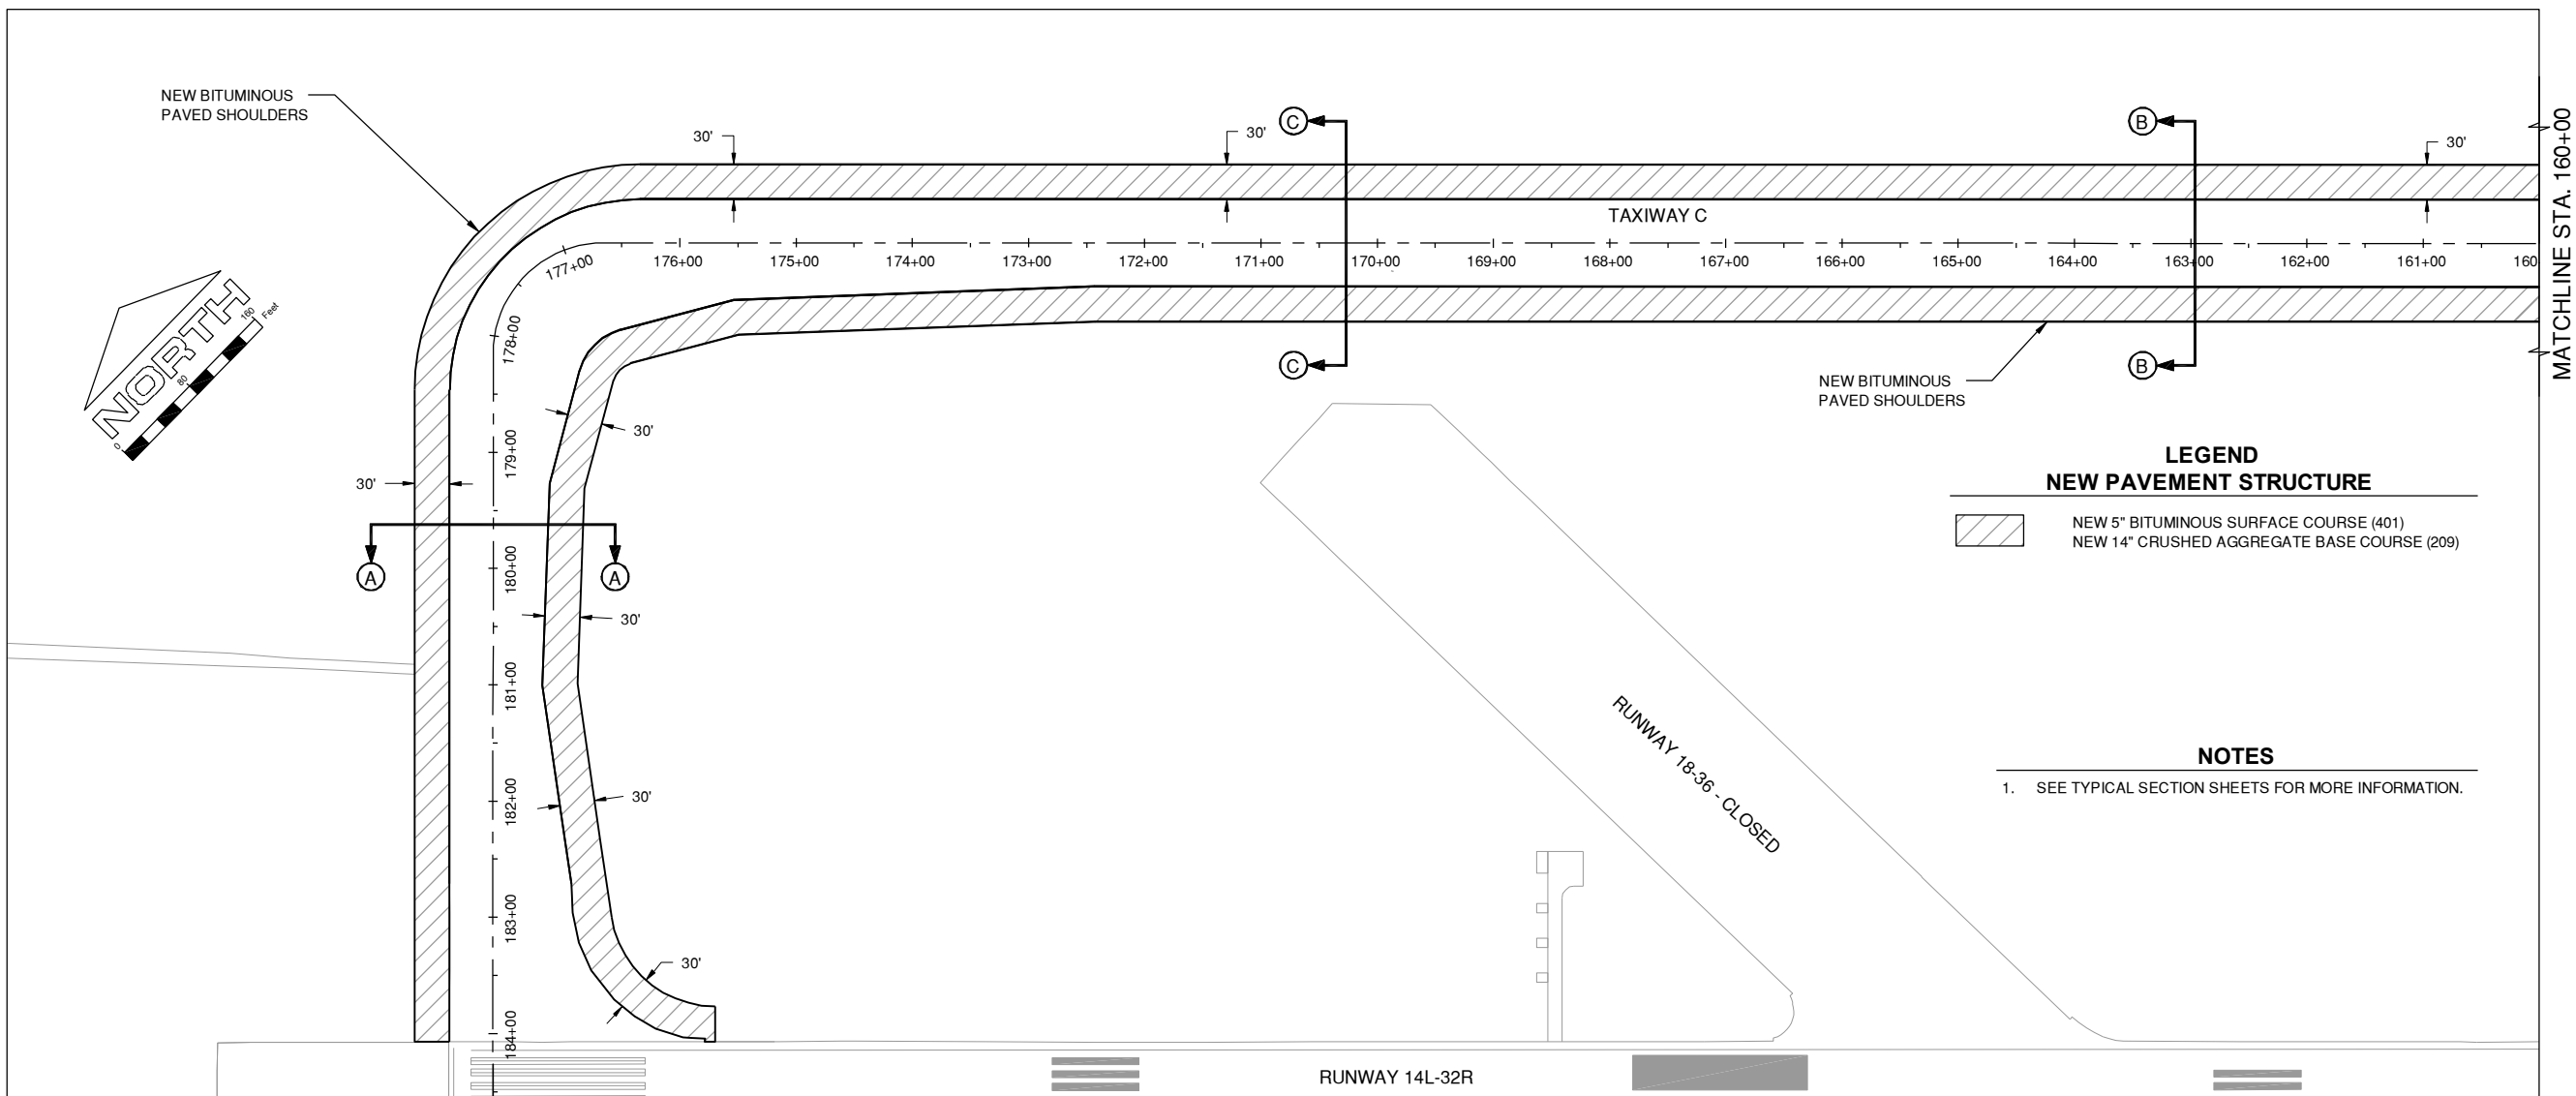 NEW BITUMINOUS
PAVED SHOULDERS
30'
30'
C
B
30'
MATCHLINE STA. 160+00
TAXIWAY C
177+00
176+00
175+00
174+00
173+00
172+00
171+00
170+00
169+00
168+00
167+00
166+00
165+00
164+00
163+00
162+00
161+00
160
NORTH
0
80
160
Feet
178+00
C
B
NEW BITUMINOUS
PAVED SHOULDERS
30'
179+00
30'
LEGEND
NEW PAVEMENT STRUCTURE
NEW 5" BITUMINOUS SURFACE COURSE (401)
NEW 14" CRUSHED AGGREGATE BASE COURSE (209)
A
A
180+00
30'
181+00
RUNWAY 18-36 - CLOSED
NOTES
1. SEE TYPICAL SECTION SHEETS FOR MORE INFORMATION.
182+00
30'
183+00
30'
184+00
RUNWAY 14L-32R